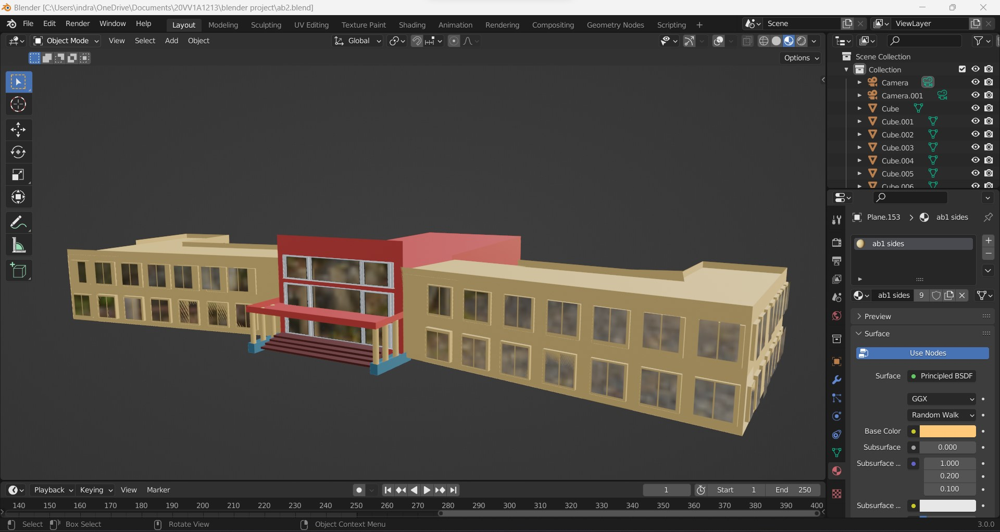 Blender [C:\Users\indra\OneDrive\Documents\20VV1A1213\blender project\ab2.blend]
File Edit Render Window Help Layout Modeling Sculpting UV Editing Texture Paint Shading Animation Rendering Compositing Geometry Nodes Scripting + Scene ViewLayer
Object Mode View Select Add Object Global
Options
Scene Collection
Collection
Camera
Camera.001
Cube
Cube.001
Cube.002
Cube.003
Cube.004
Cube.005
Cube.006
Plane.153 > ab1 sides
ab1 sides
ab1 sides 9
Preview
Surface
Use Nodes
Surface Principled BSDF
GGX
Random Walk
Base Color
Subsurface 0.000
Subsurface ... 1.000
0.200
0.100
Subsurface ...
Playback Keying View Marker 1 Start 1 End 250
140 150 160 170 180 190 200 210 220 230 240 250 260 270 280 290 300 310 320 330 340 350 360 370 380 390 400
Select Box Select Rotate View Object Context Menu 3.0.0